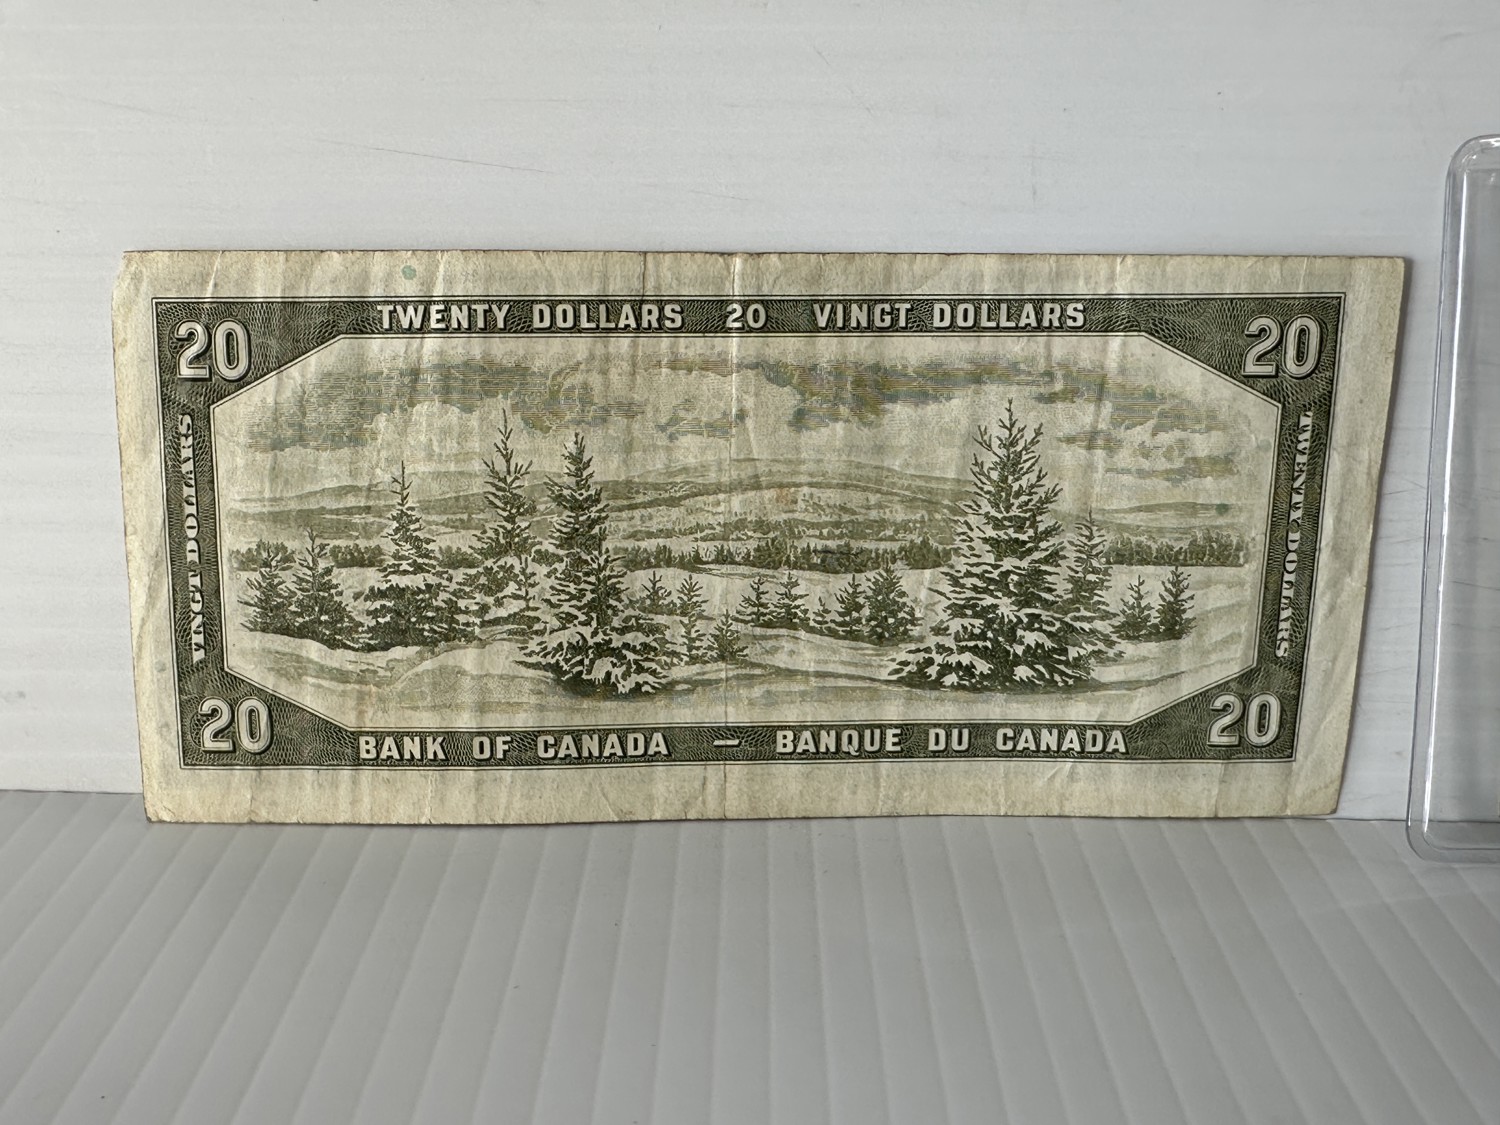 TWENTY DOLLARS 20 VINGT DOLLARS
20
20
VINGT DOLLARS
TWENTY DOLLARS
20
20
BANK OF CANADA — BANQUE DU CANADA